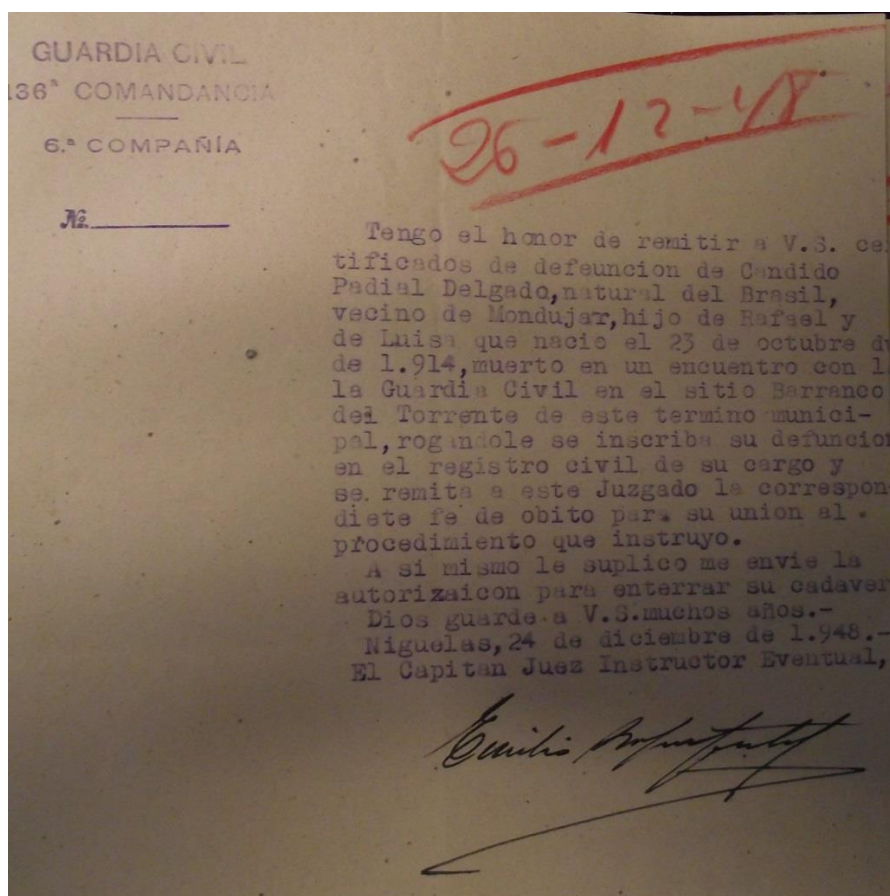 GUARDIA CIVIL
136ª COMANDANCIA
6.ª COMPAÑÍA
№.
26-12-48
Tengo el honor de remitir a V.S. cer
tificados de defeuncion de Candido
Padial Delgado,natural del Brasil,
vecino de Mondujar,hijo de Rafael y
de Luisa que nacio el 23 de octubre de
de 1.914,muerto en un encuentro con la
la Guardia Civil en el sitio Barranco
del Torrente de este termino munici-
pal,rogandole se inscriba su defuncion
en el registro civil de su cargo y
se.remita a este Juzgado la correspon
diete fe de obito para su union al .
procedimiento que instruyo.
A si mismo le suplico me envie la
autorizaicon para enterrar su cadaver
Dios guarde a V.S.muchos años.-
Niguelas,24 de diciembre de 1.948.-
El Capitan Juez Instructor Eventual,
Emilio